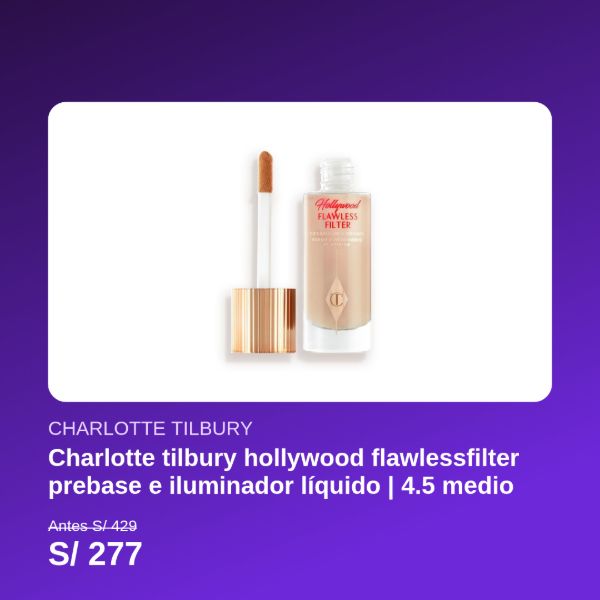 Hollywood
FLAWLESS
FILTER
CHARLOTTE TILBURY
Charlotte tilbury hollywood flawlessfilter
prebase e iluminador líquido | 4.5 medio
Antes S/ 429
S/ 277